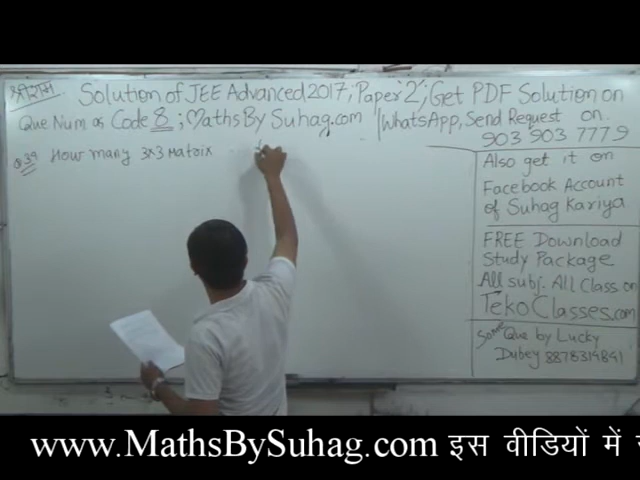 श्रीराम
Solution of JEE Advanced 2017, Paper '2'; Get PDF Solution on
Que Num as Code 8; MathsBySuhag.com
WhatsApp, Send Request on.
903 903 7779
Q.39 How many 3x3 Matrix
Also get it on
Facebook Account
of Suhag Kariya
FREE Download
Study Package
All subj. All Class on
TekoClasses.com
Some Que by Lucky
Dubey 8878314841
www.MathsBySuhag.com इस वीडियों में